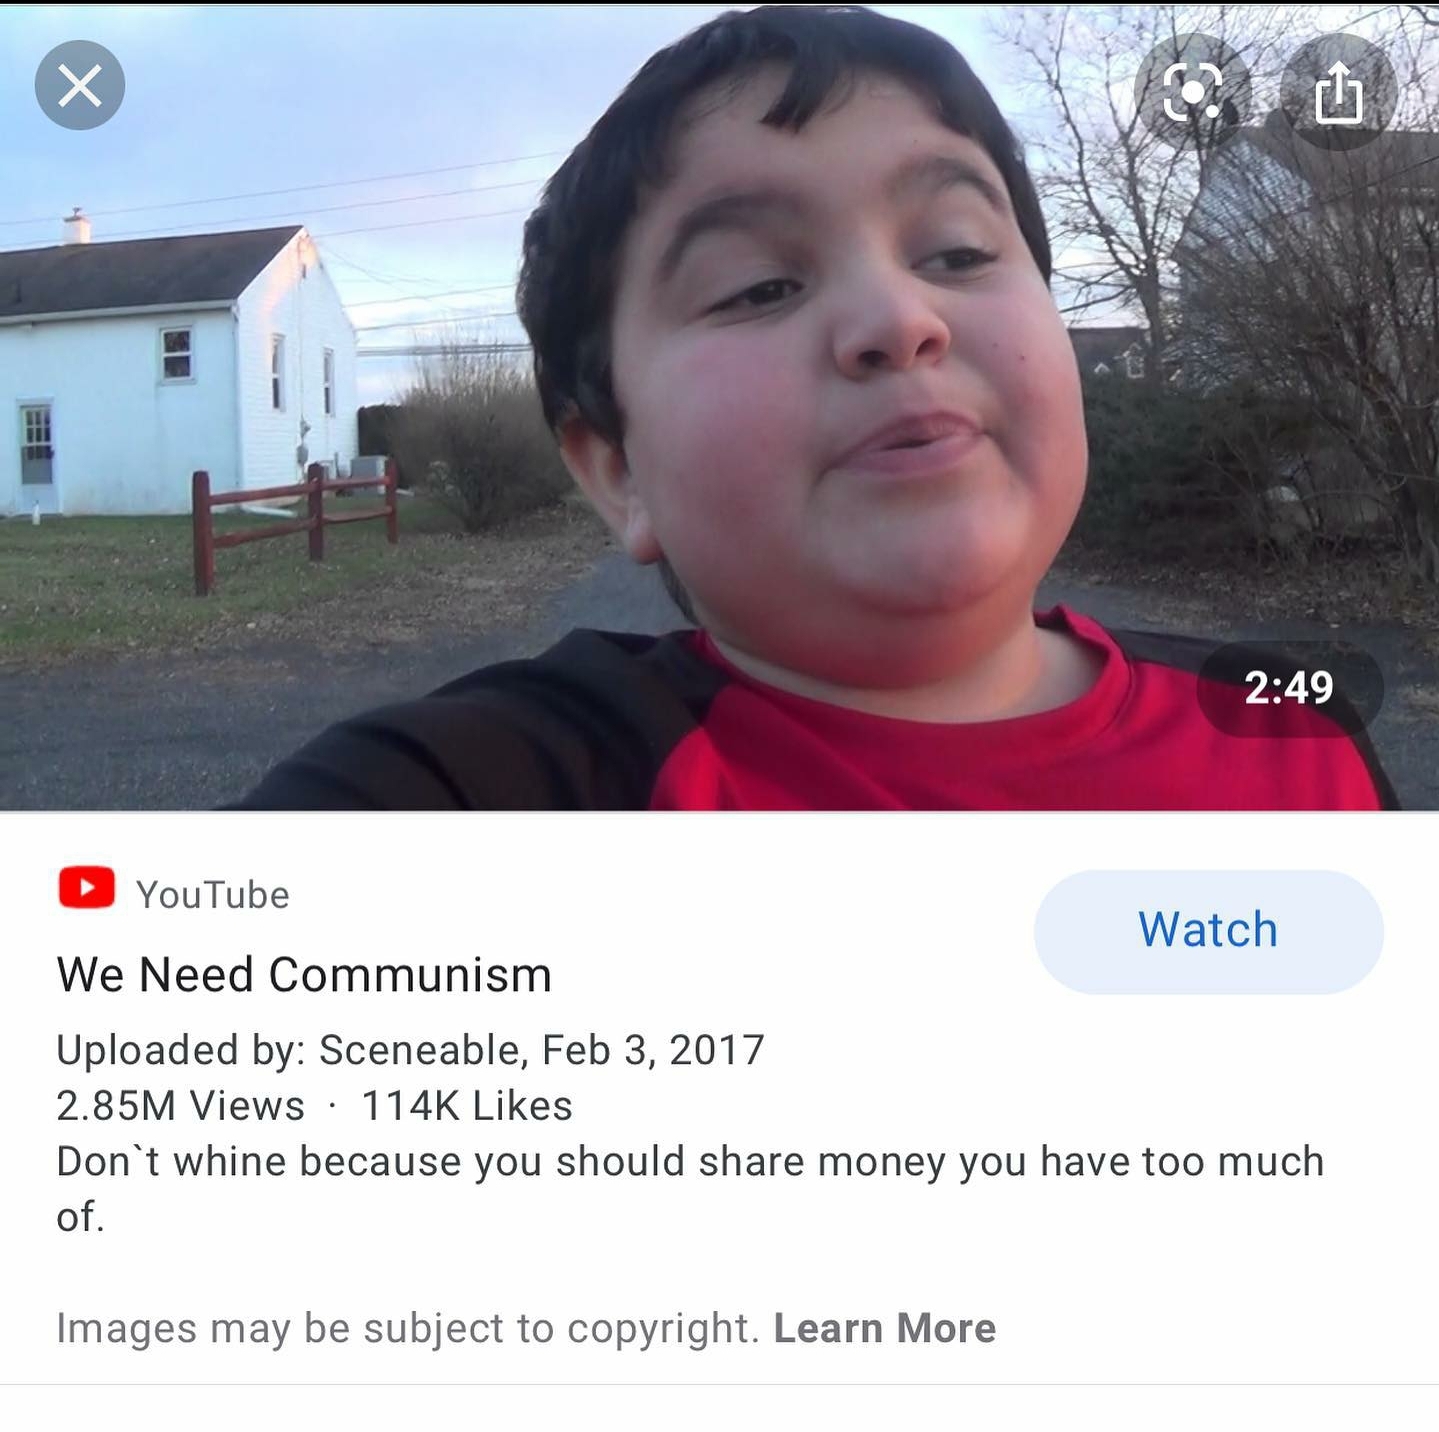 2:49
YouTube
Watch
We Need Communism
Uploaded by: Sceneable, Feb 3, 2017
2.85M Views · 114K Likes
Don`t whine because you should share money you have too much
of.
Images may be subject to copyright. Learn More